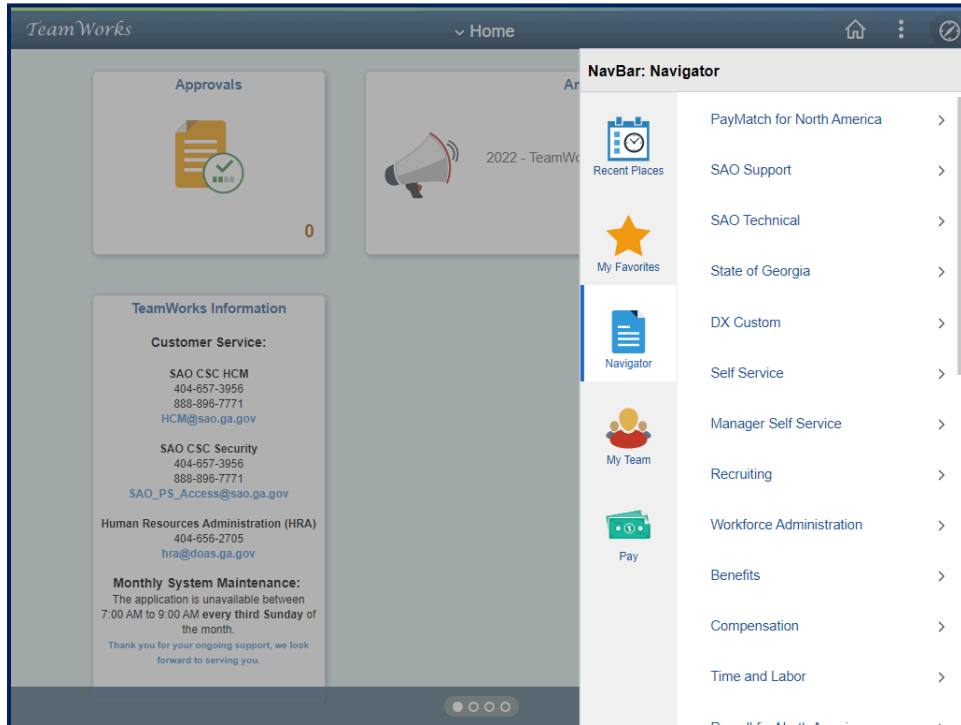 TeamWorks
Home
Approvals
0
2022 - TeamWo
TeamWorks Information
Customer Service:
SAO CSC HCM
404-657-3956
888-896-7771
HCM@sao.ga.gov
SAO CSC Security
404-657-3956
888-896-7771
SAO_PS_Access@sao.ga.gov
Human Resources Administration (HRA)
404-656-2705
hra@doas.ga.gov
Monthly System Maintenance:
The application is unavailable between
7:00 AM to 9:00 AM every third Sunday of
the month.
Thank you for your ongoing support, we look
forward to serving you.
NavBar: Navigator
Recent Places
My Favorites
Navigator
My Team
Pay
PayMatch for North America
SAO Support
SAO Technical
State of Georgia
DX Custom
Self Service
Manager Self Service
Recruiting
Workforce Administration
Benefits
Compensation
Time and Labor